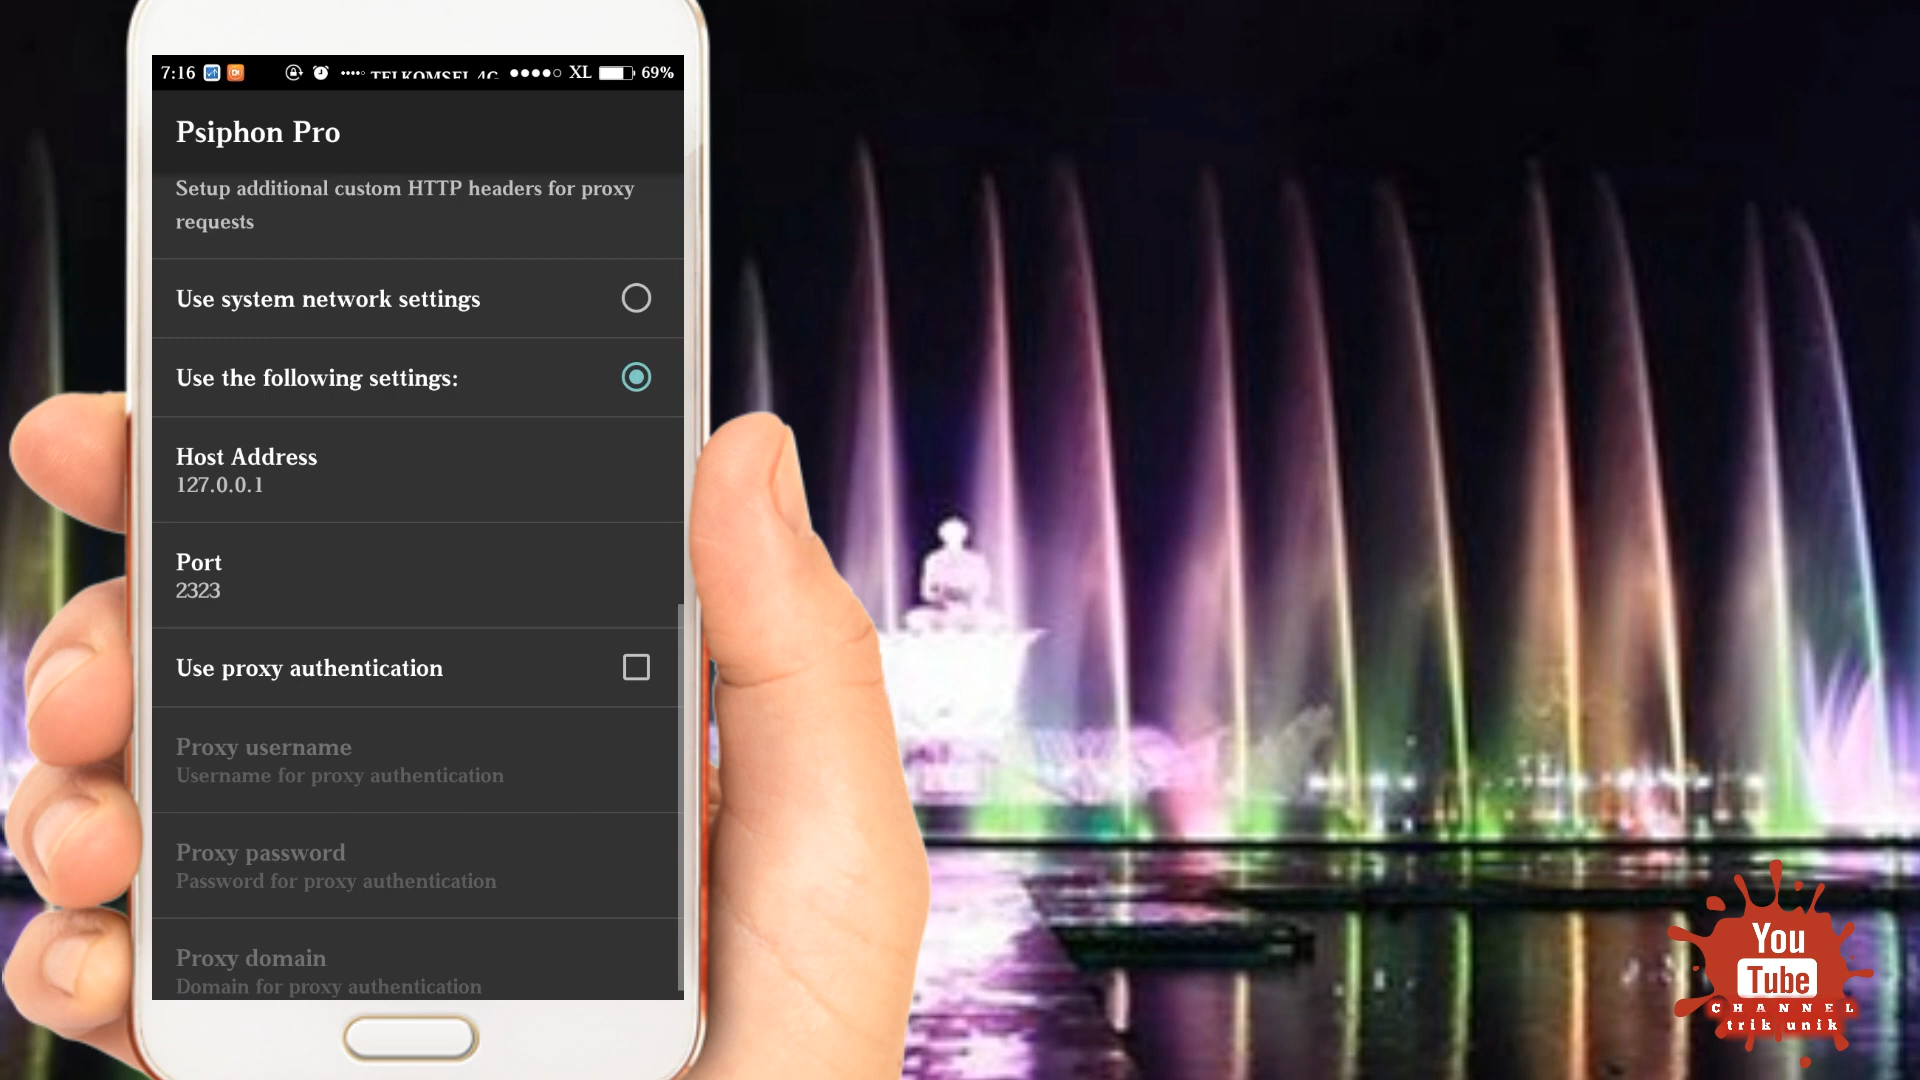 7:16 TELKOMSEL 4G XL 69%
Psiphon Pro
Setup additional custom HTTP headers for proxy
requests
Use system network settings
Use the following settings:
Host Address
127.0.0.1
Port
2323
Use proxy authentication
Proxy username
Username for proxy authentication
Proxy password
Password for proxy authentication
Proxy domain
Domain for proxy authentication
You
Tube
CHANNEL
trik unik